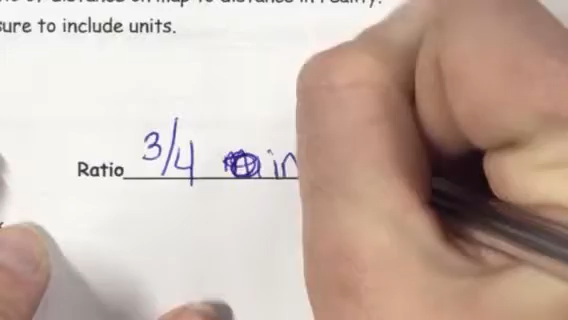 sure to include units.
Ratio 3/4 in